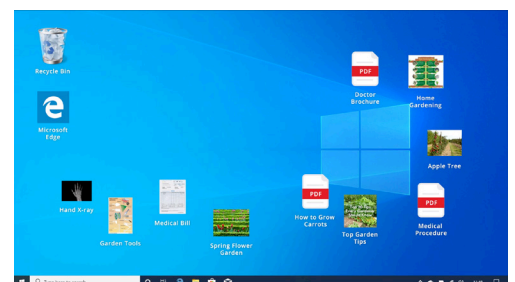 Recycle Bin
Microsoft
Edge
PDF
Doctor
Brochure
Home
Gardening
Apple Tree
Hand X-ray
Garden Tools
Medical Bill
Spring Flower
Garden
PDF
How to Grow
Carrots
Top Garden
Tips
PDF
Medical
Procedure